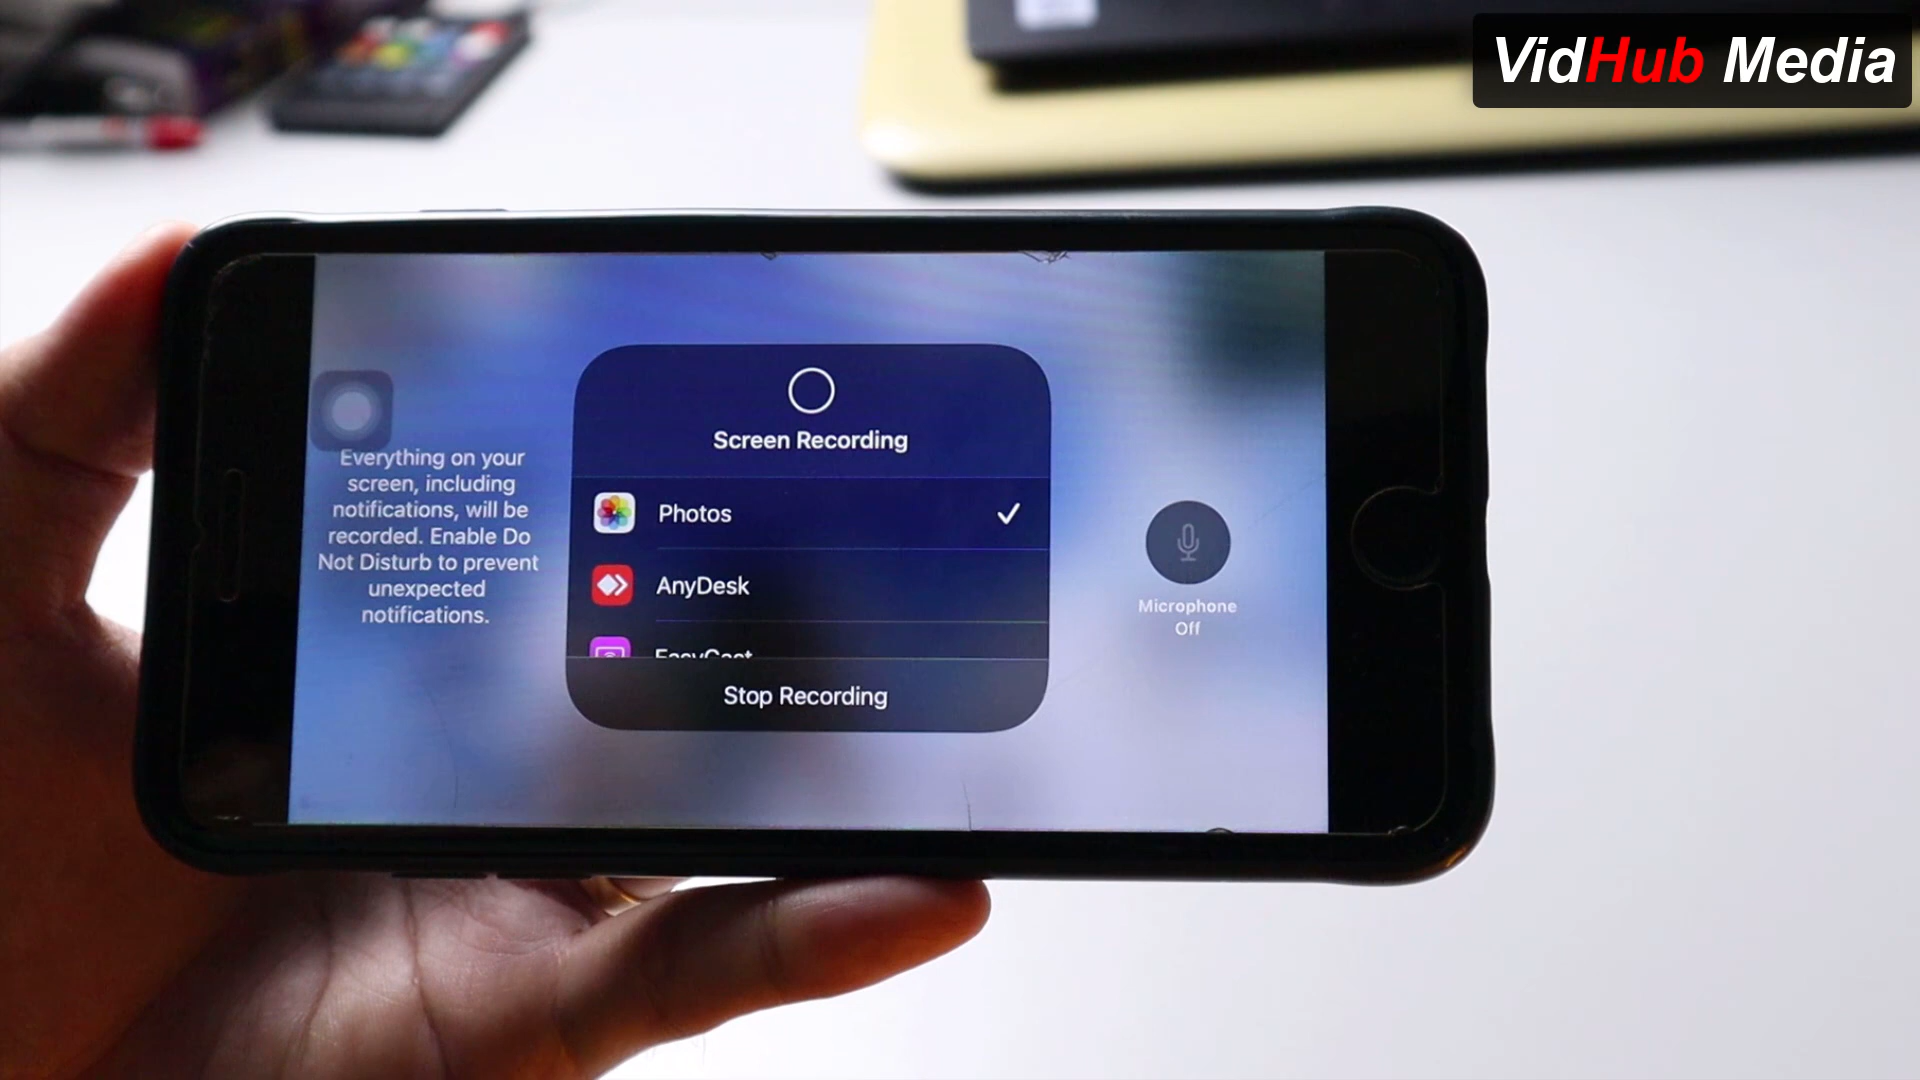 VidHub Media
Screen Recording
Everything on your
screen, including
notifications, will be
recorded. Enable Do
Not Disturb to prevent
unexpected
notifications.
Photos
AnyDesk
EasyCast
Stop Recording
Microphone
Off